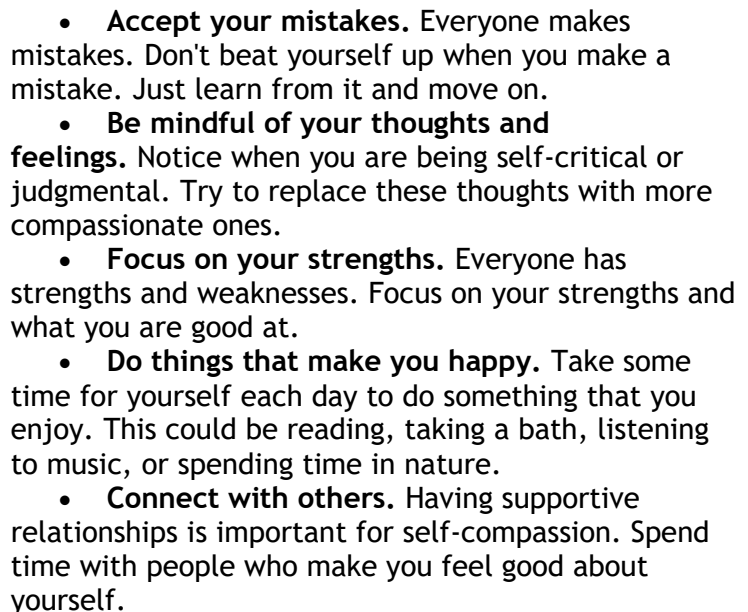 • Accept your mistakes. Everyone makes
mistakes. Don't beat yourself up when you make a
mistake. Just learn from it and move on.
• Be mindful of your thoughts and
feelings. Notice when you are being self-critical or
judgmental. Try to replace these thoughts with more
compassionate ones.
• Focus on your strengths. Everyone has
strengths and weaknesses. Focus on your strengths and
what you are good at.
• Do things that make you happy. Take some
time for yourself each day to do something that you
enjoy. This could be reading, taking a bath, listening
to music, or spending time in nature.
• Connect with others. Having supportive
relationships is important for self-compassion. Spend
time with people who make you feel good about
yourself.